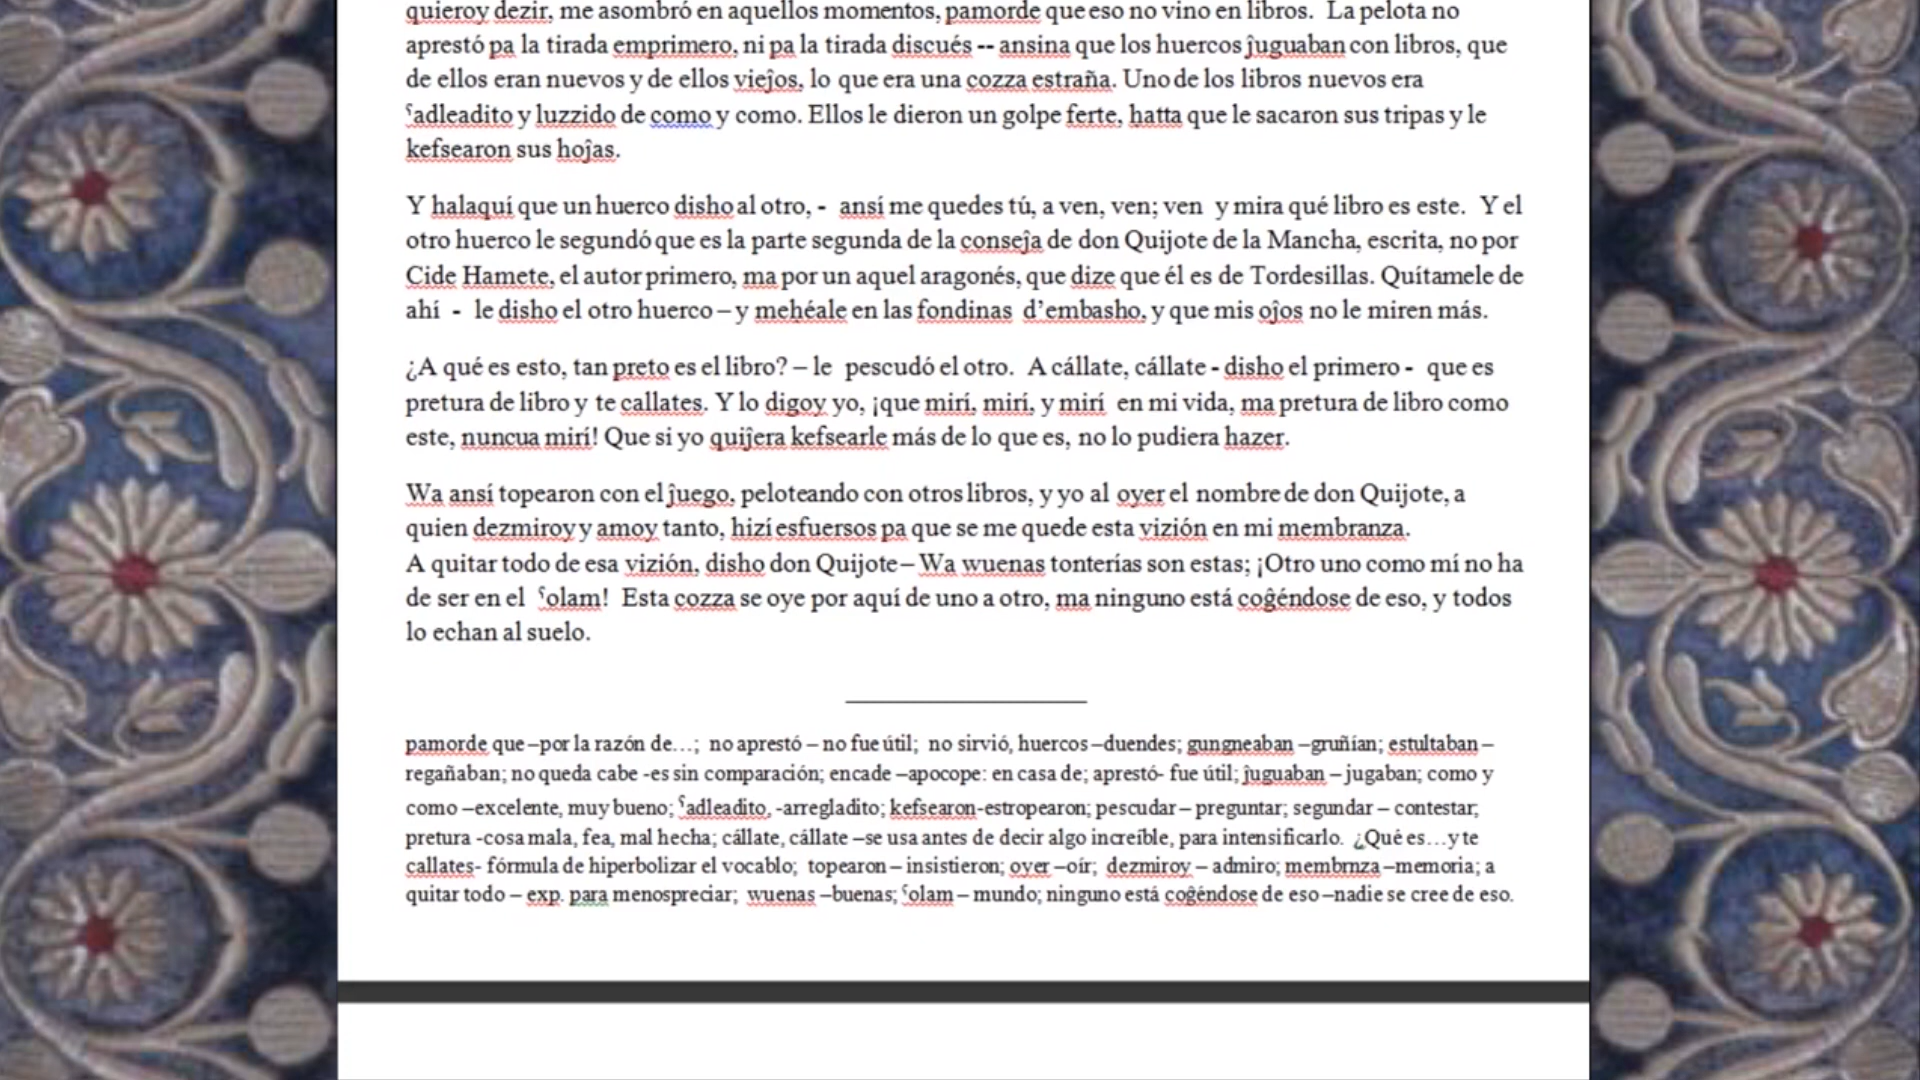 quieroy dezir, me asombró en aquellos momentos, pamorde que eso no vino en libros. La pelota no
aprestó pa la tirada emprimero, ni pa la tirada discués -- ansina que los huercos ĵuguaban con libros, que
de ellos eran nuevos y de ellos vieĵos, lo que era una cozza estraña. Uno de los libros nuevos era
ˤadleadito y luzzido de como y como. Ellos le dieron un golpe ferte, hatta que le sacaron sus tripas y le
kefsearon sus hoĵas.
Y halaquí que un huerco disho al otro, - ansí me quedes tú, a ven, ven; ven y mira qué libro es este. Y el
otro huerco le segundó que es la parte segunda de la conseĵa de don Quijote de la Mancha, escrita, no por
Cide Hamete, el autor primero, ma por un aquel aragonés, que dize que él es de Tordesillas. Quítamele de
ahí - le disho el otro huerco – y mehéale en las fondinas d’embasho, y que mis oĵos no le miren más.
¿A qué es esto, tan preto es el libro? – le pescudó el otro. A cállate, cállate - disho el primero - que es
pretura de libro y te callates. Y lo digoy yo, ¡que mirí, mirí, y mirí en mi vida, ma pretura de libro como
este, nuncua mirí! Que si yo quiĵera kefsearle más de lo que es, no lo pudiera hazer.
Wa ansí topearon con el ĵuego, peloteando con otros libros, y yo al oyer el nombre de don Quijote, a
quien dezmiroy y amoy tanto, hizí esfuersos pa que se me quede esta vizión en mi membranza.
A quitar todo de esa vizión, disho don Quijote– Wa wuenas tonterías son estas; ¡Otro uno como mí no ha
de ser en el ˤolam! Esta cozza se oye por aquí de uno a otro, ma ninguno está coĝéndose de eso, y todos
lo echan al suelo.
pamorde que –por la razón de…; no aprestó – no fue útil; no sirvió, huercos –duendes; gungneaban –gruñían; estultaban –
regañaban; no queda cabe -es sin comparación; encade –apocope: en casa de; aprestó- fue útil; ĵuguaban – jugaban; como y
como –excelente, muy bueno; ˤadleadito, -arregladito; kefsearon-estropearon; pescudar – preguntar; segundar – contestar;
pretura -cosa mala, fea, mal hecha; cállate, cállate –se usa antes de decir algo increíble, para intensificarlo. ¿Qué es…y te
callates- fórmula de hiperbolizar el vocablo; topearon – insistieron; oyer –oír; dezmiroy – admiro; membrnza –memoria; a
quitar todo – exp. para menospreciar; wuenas –buenas; ˤolam – mundo; ninguno está coĝéndose de eso –nadie se cree de eso.